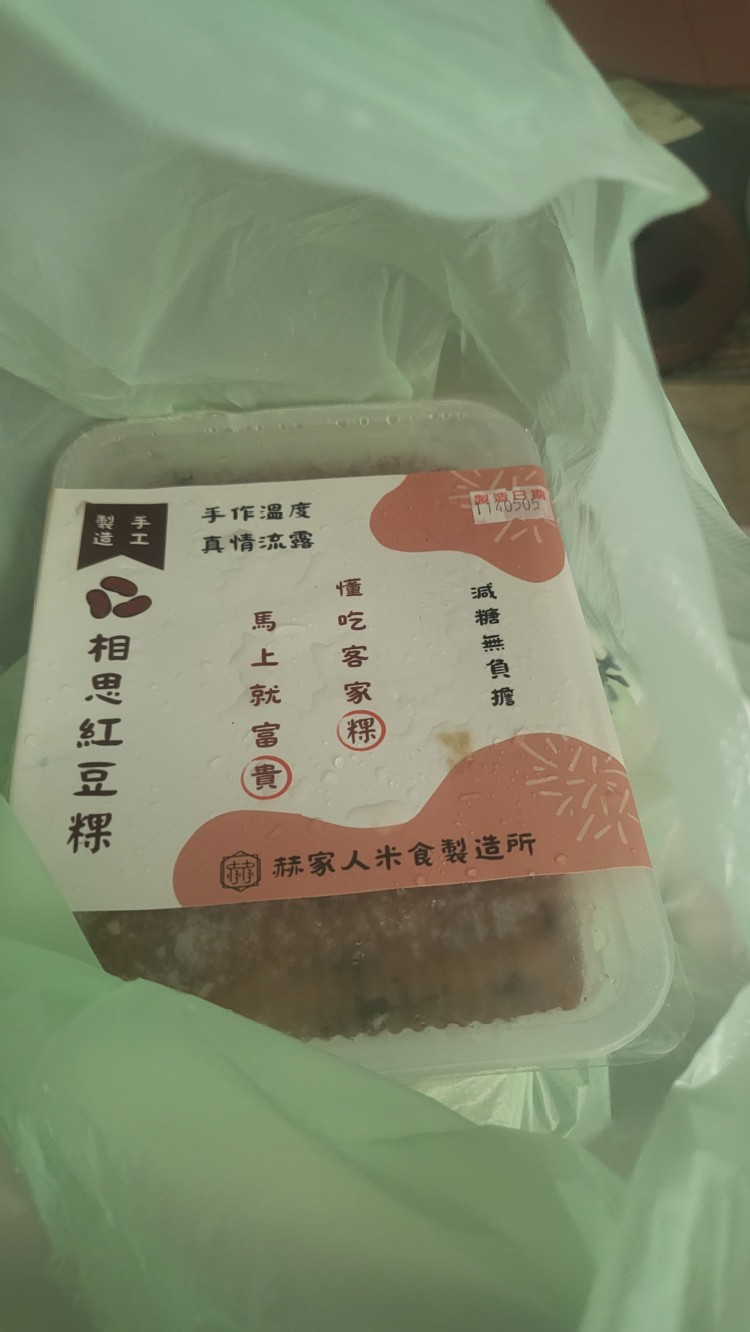 手工製造
手作溫度
真情流露
製造日期
1140505
相思紅豆粿
懂吃客家粿
馬上就富貴
減糖無負擔
赫
赫家人米食製造所